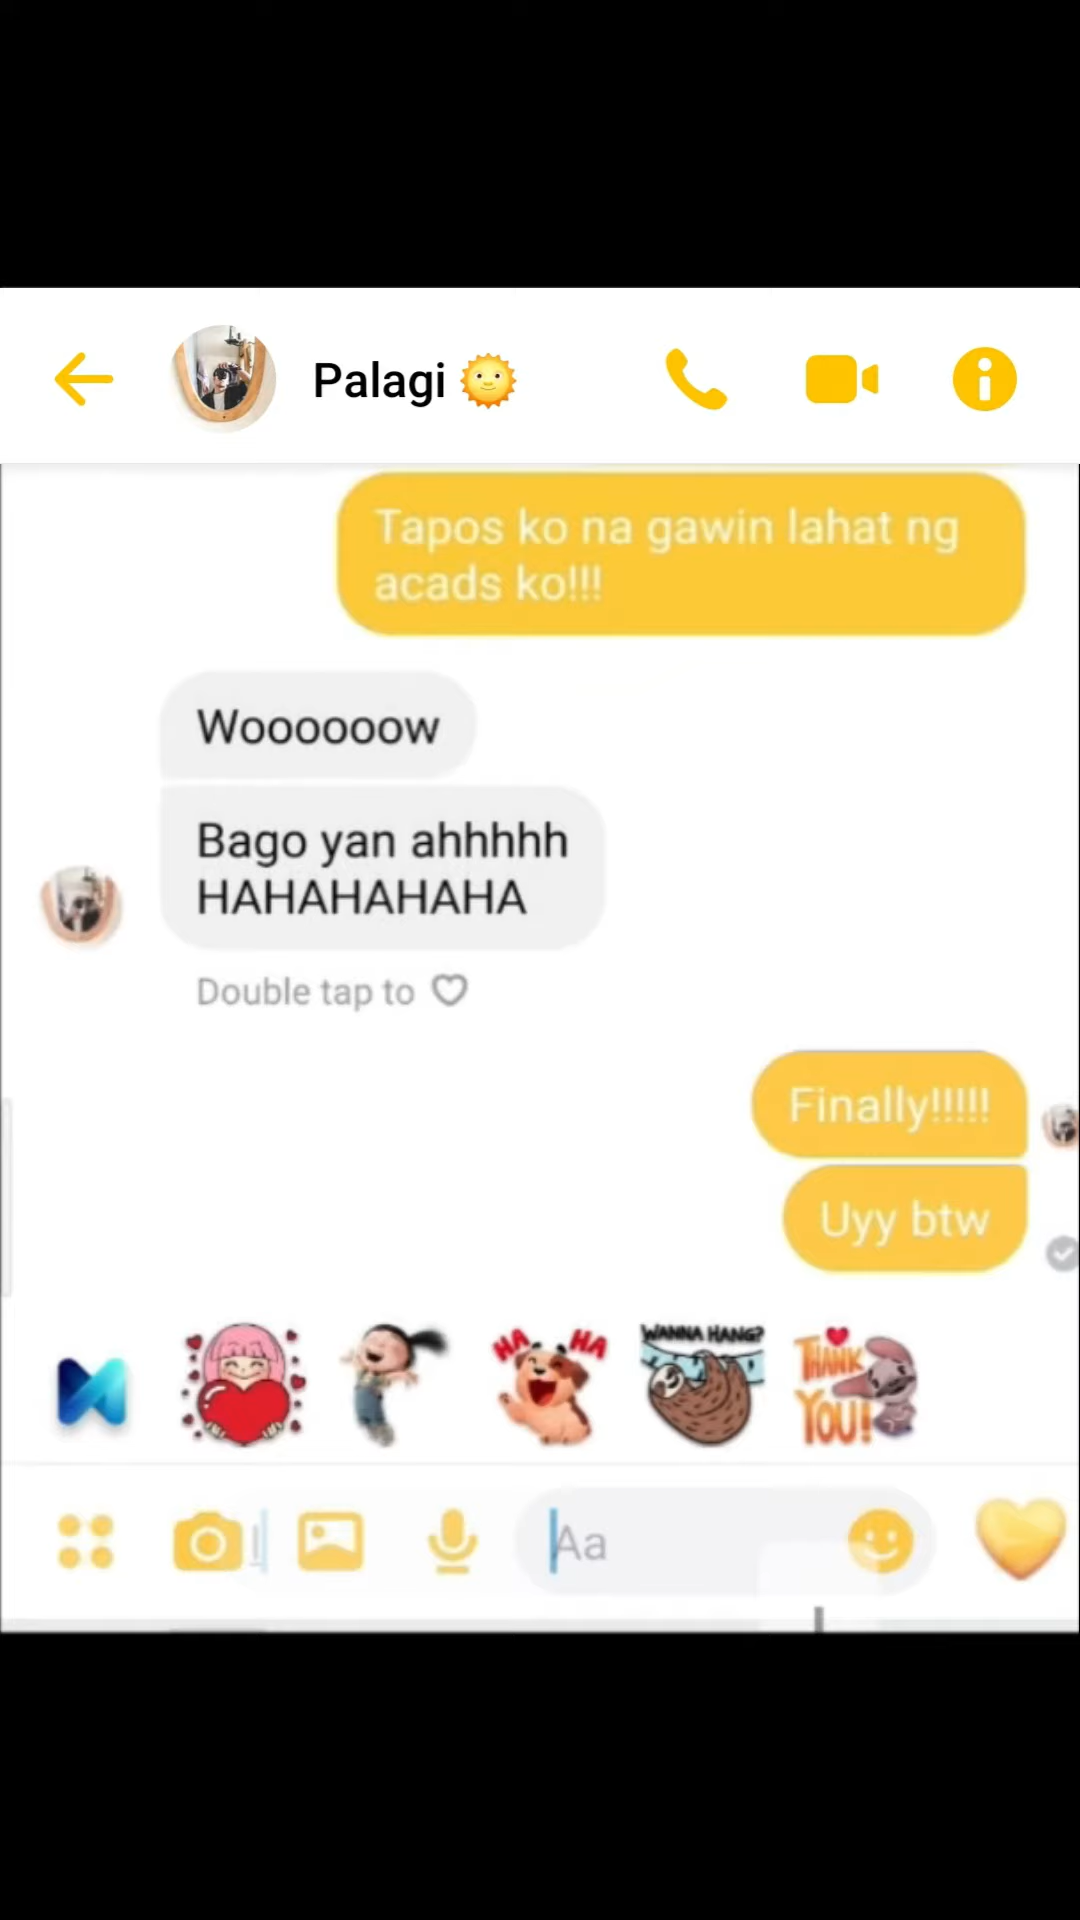 Palagi 🌞
Tapos ko na gawin lahat ng
acads ko!!!
Woooooow
Bago yan ahhhhh
HAHAHAHAHA
Double tap to ♡
Finally!!!!!
Uyy btw
HA HA
WANNA HANG?
THANK
YOU!
Aa